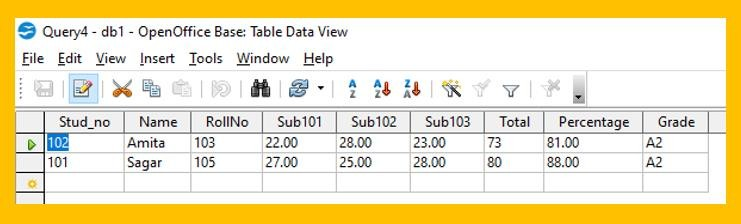 Query4 - db1 - OpenOffice Base: Table Data View
File Edit View Insert Tools Window Help
Stud_no Name RollNo Sub101 Sub102 Sub103 Total Percentage Grade
102 Amita 103 22.00 28.00 23.00 73 81.00 A2
101 Sagar 105 27.00 25.00 28.00 80 88.00 A2